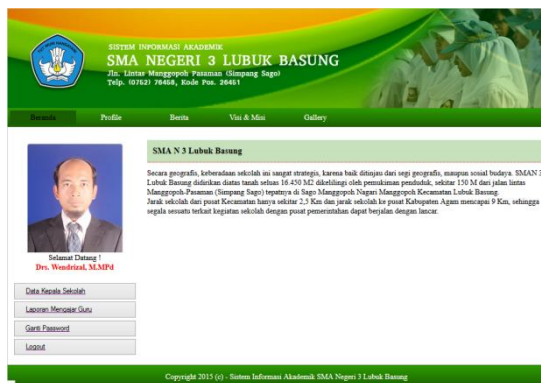 SISTEM INFORMASI AKADEMIK
SMA NEGERI 3 LUBUK BASUNG
Jln. Lintas Manggopoh Pasaman (Simpang Sago)
Telp. (0752) 76458, Kode Pos. 26451
Beranda Profile Berita Visi & Misi Gallery
SMA N 3 Lubuk Basung
Secara geografis, keberadaan sekolah ini sangat strategis, karena baik ditinjau dari segi geografis, maupun sosial budaya. SMAN 3
Lubuk Basung didirikan diatas tanah seluas 16.450 M2 dikelilingi oleh pemukiman penduduk, sekitar 150 M dari jalan lintas
Manggopoh-Pasaman (Simpang Sago) tepatnya di Sago Manggopoh Nagari Manggopoh Kecamatan Lubuk Basung.
Jarak sekolah dari pusat Kecamatan hanya sekitar 2,5 Km dan jarak sekolah ke pusat Kabupaten Agam mencapai 9 Km, sehingga
segala sesuatu terkait kegiatan sekolah dengan pusat pemerintahan dapat berjalan dengan lancar.
Selamat Datang !
Drs. Wendrizal, M.MPd
Data Kepala Sekolah
Laporan Mengajar Guru
Ganti Password
Logout
Copyright 2015 (c) - Sistem Informasi Akademik SMA Negeri 3 Lubuk Basung